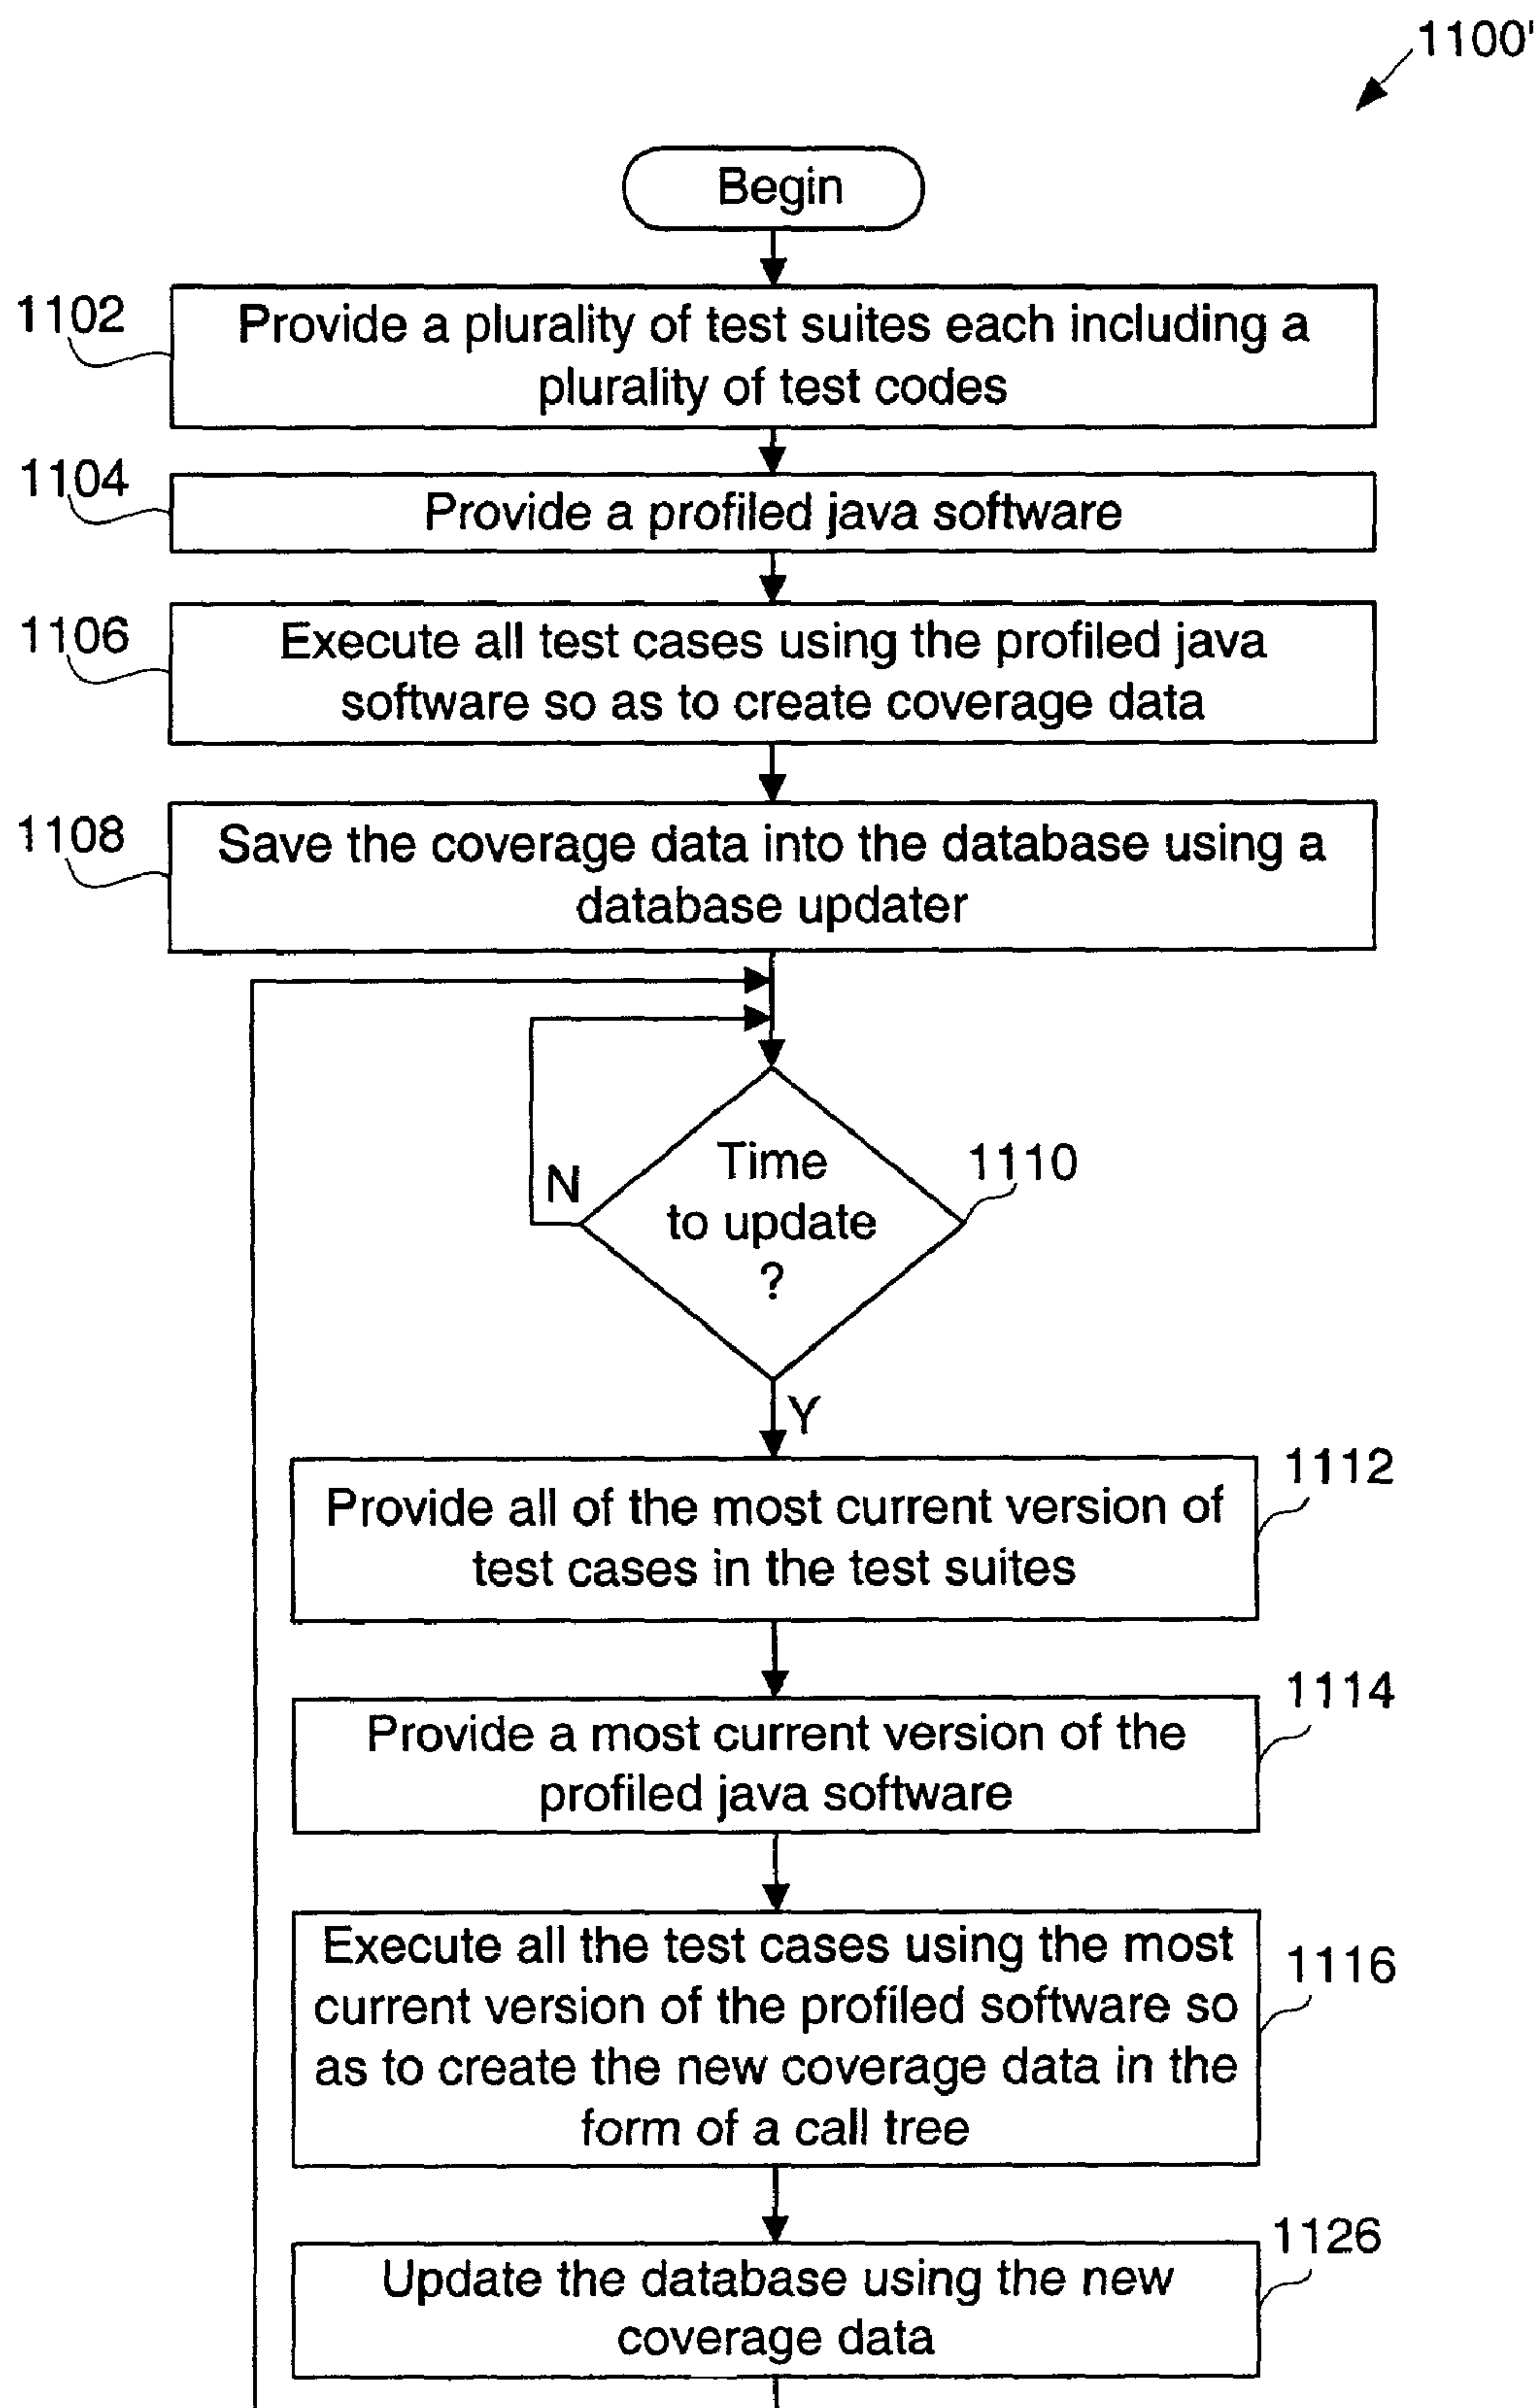 1100'
Begin
1102
Provide a plurality of test suites each including a
plurality of test codes
1104
Provide a profiled java software
1106
Execute all test cases using the profiled java
software so as to create coverage data
1108
Save the coverage data into the database using a
database updater
N
Time
to update
?
1110
Y
1112
Provide all of the most current version of
test cases in the test suites
1114
Provide a most current version of the
profiled java software
1116
Execute all the test cases using the most
current version of the profiled software so
as to create the new coverage data in the
form of a call tree
1126
Update the database using the new
coverage data